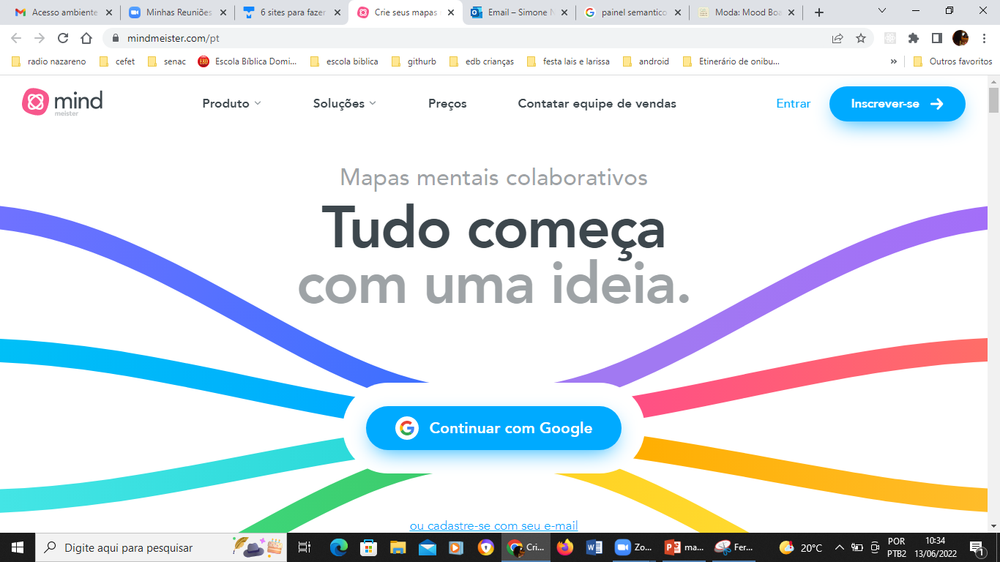 Acesso ambiente
Minhas Reuniões
6 sites para fazer
Crie seus mapas
Email – Simone N
painel semantico
Moda: Mood Boa
mindmeister.com/pt
radio nazareno
cefet
senac
EBD
Escola Bíblica Domi...
escola biblica
githurb
edb crianças
festa lais e larissa
android
Etinerário de onibu...
»
Outros favoritos
mind
meister
Produto
Soluções
Preços
Contatar equipe de vendas
Entrar
Inscrever-se
Mapas mentais colaborativos
Tudo começa
com uma ideia.
Continuar com Google
ou cadastre-se com seu e-mail
Digite aqui para pesquisar
Cri...
Zo...
ma...
Fer...
20°C
POR
PTB2
10:34
13/06/2022
1